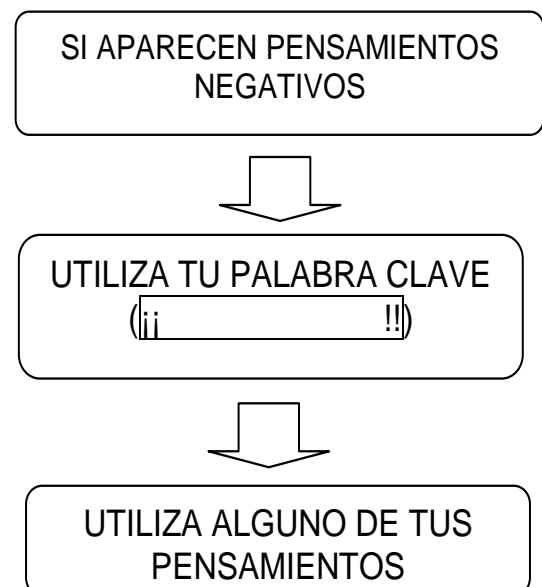 SI APARECEN PENSAMIENTOS
NEGATIVOS
UTILIZA TU PALABRA CLAVE
(¡¡ !!)
UTILIZA ALGUNO DE TUS
PENSAMIENTOS